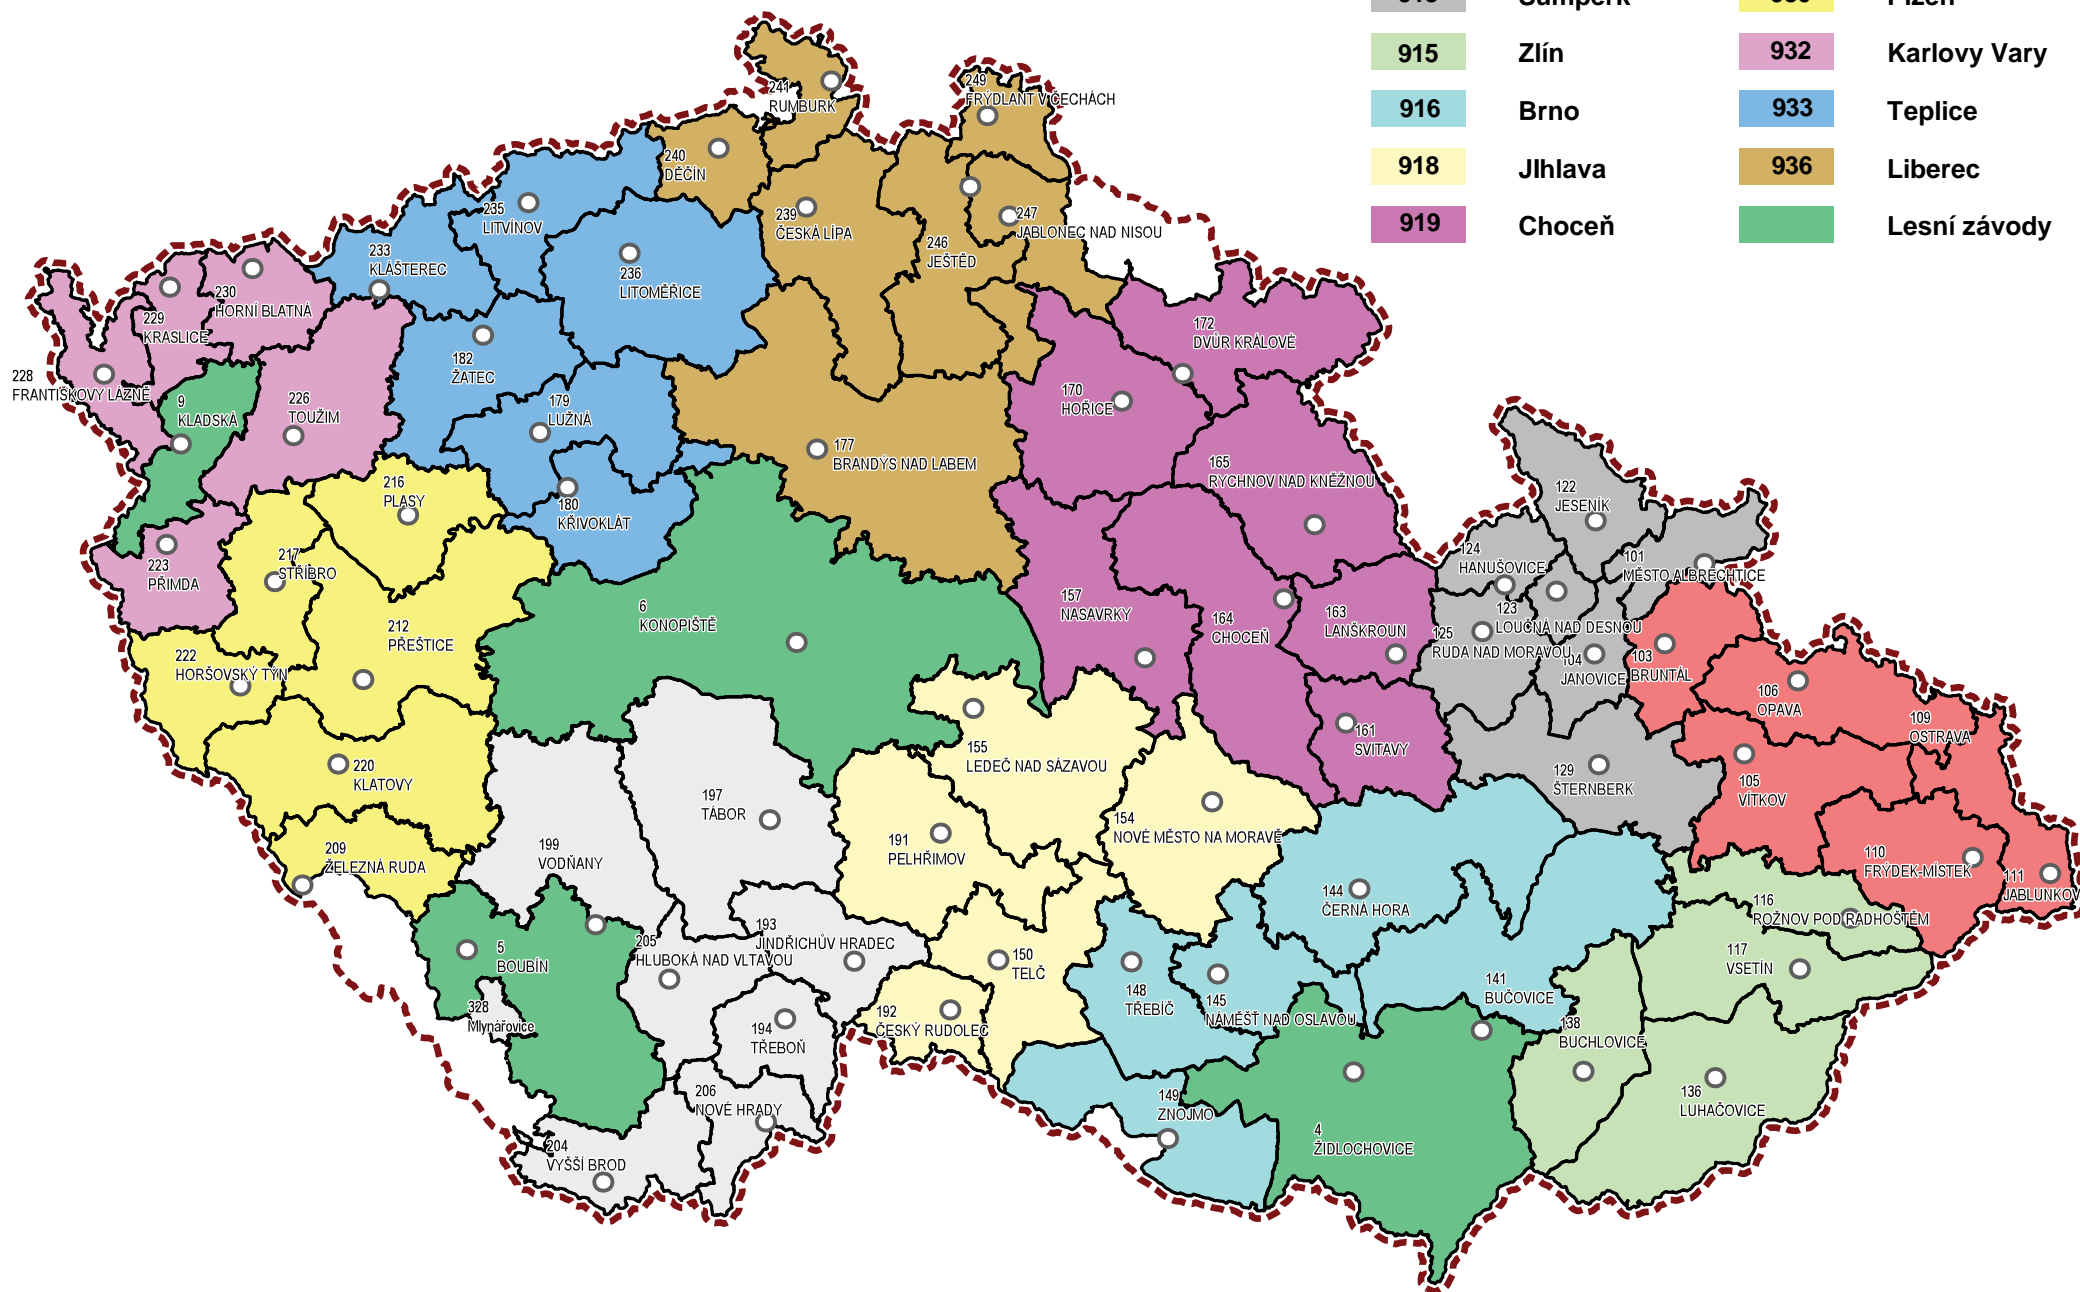 Šumperk
Plzeň
915 Zlín 932 Karlovy Vary
916 Brno 933 Teplice
918 JIhlava 936 Liberec
919 Choceň Lesní závody
241
RUMBURK
249
FRÝDLANT V ČECHÁCH
240
DĚČÍN
235
LITVÍNOV
239
ČESKÁ LÍPA
247
JABLONEC NAD NISOU
246
JEŠTĚD
233
KLÁŠTEREC
236
LITOMĚŘICE
230
HORNÍ BLATNÁ
229
KRASLICE
228
FRANTIŠKOVY LÁZNĚ
172
DVŮR KRÁLOVÉ
182
ŽATEC
9
KLADSKÁ
226
TOUŽIM
179
LUŽNÁ
170
HOŘICE
177
BRANDÝS NAD LABEM
165
RYCHNOV NAD KNĚŽNOU
216
PLASY
180
KŘIVOKLÁT
122
JESENÍK
217
STŘÍBRO
223
PŘIMDA
124
HANUŠOVICE
101
MĚSTO ALBRECHTICE
6
KONOPIŠTĚ
157
NASAVRKY
164
CHOCEŇ
163
LANŠKROUN
123
LOUČNÁ NAD DESNOU
125
RUDA NAD MORAVOU
212
PŘEŠTICE
222
HORŠOVSKÝ TÝN
104
JANOVICE
103
BRUNTÁL
106
OPAVA
109
OSTRAVA
155
LEDEČ NAD SÁZAVOU
161
SVITAVY
220
KLATOVY
129
ŠTERNBERK
105
VÍTKOV
197
TÁBOR
191
PELHŘIMOV
154
NOVÉ MĚSTO NA MORAVĚ
209
ŽELEZNÁ RUDA
199
VODŇANY
110
FRÝDEK-MÍSTEK
111
JABLUNKOV
144
ČERNÁ HORA
116
ROŽNOV POD RADHOŠTĚM
193
JINDŘICHŮV HRADEC
205
HLUBOKÁ NAD VLTAVOU
5
BOUBÍN
150
TELČ
117
VSETÍN
141
BUČOVICE
148
TŘEBÍČ
145
NÁMĚŠŤ NAD OSLAVOU
328
Mlynářovice
192
ČESKÝ RUDOLEC
194
TŘEBOŇ
138
BUCHLOVICE
206
NOVÉ HRADY
149
ZNOJMO
136
LUHAČOVICE
4
ŽIDLOCHOVICE
204
VYŠŠÍ BROD